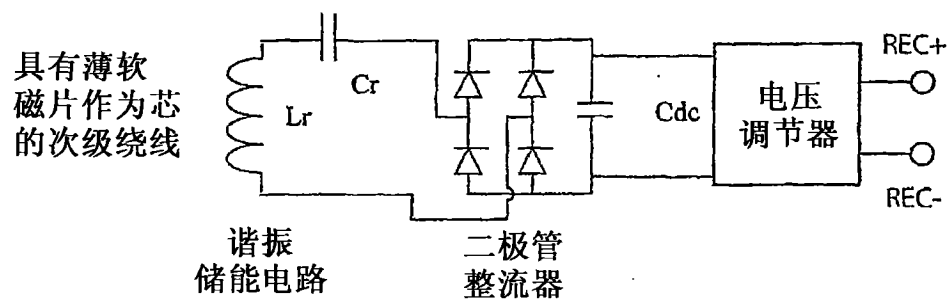 具有薄软
磁片作为芯
的次级绕线
Lr
Cr
谐振
储能电路
二极管
整流器
Cdc
电压
调节器
REC+
REC-